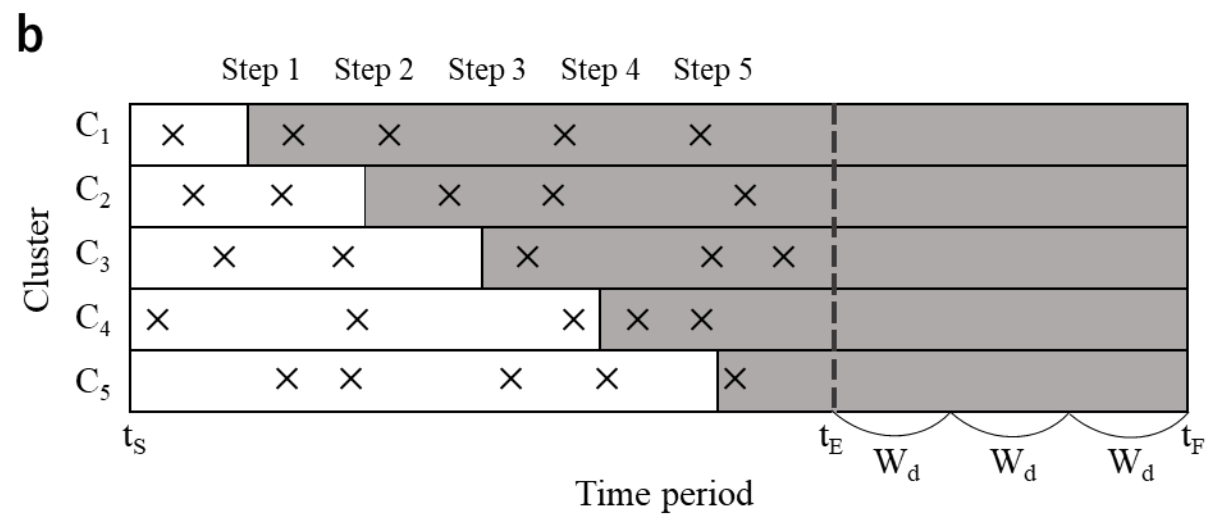 b
Step 1 Step 2 Step 3 Step 4 Step 5
Cluster
C1
C2
C3
C4
C5
tS tE tF
Wd Wd Wd
Time period